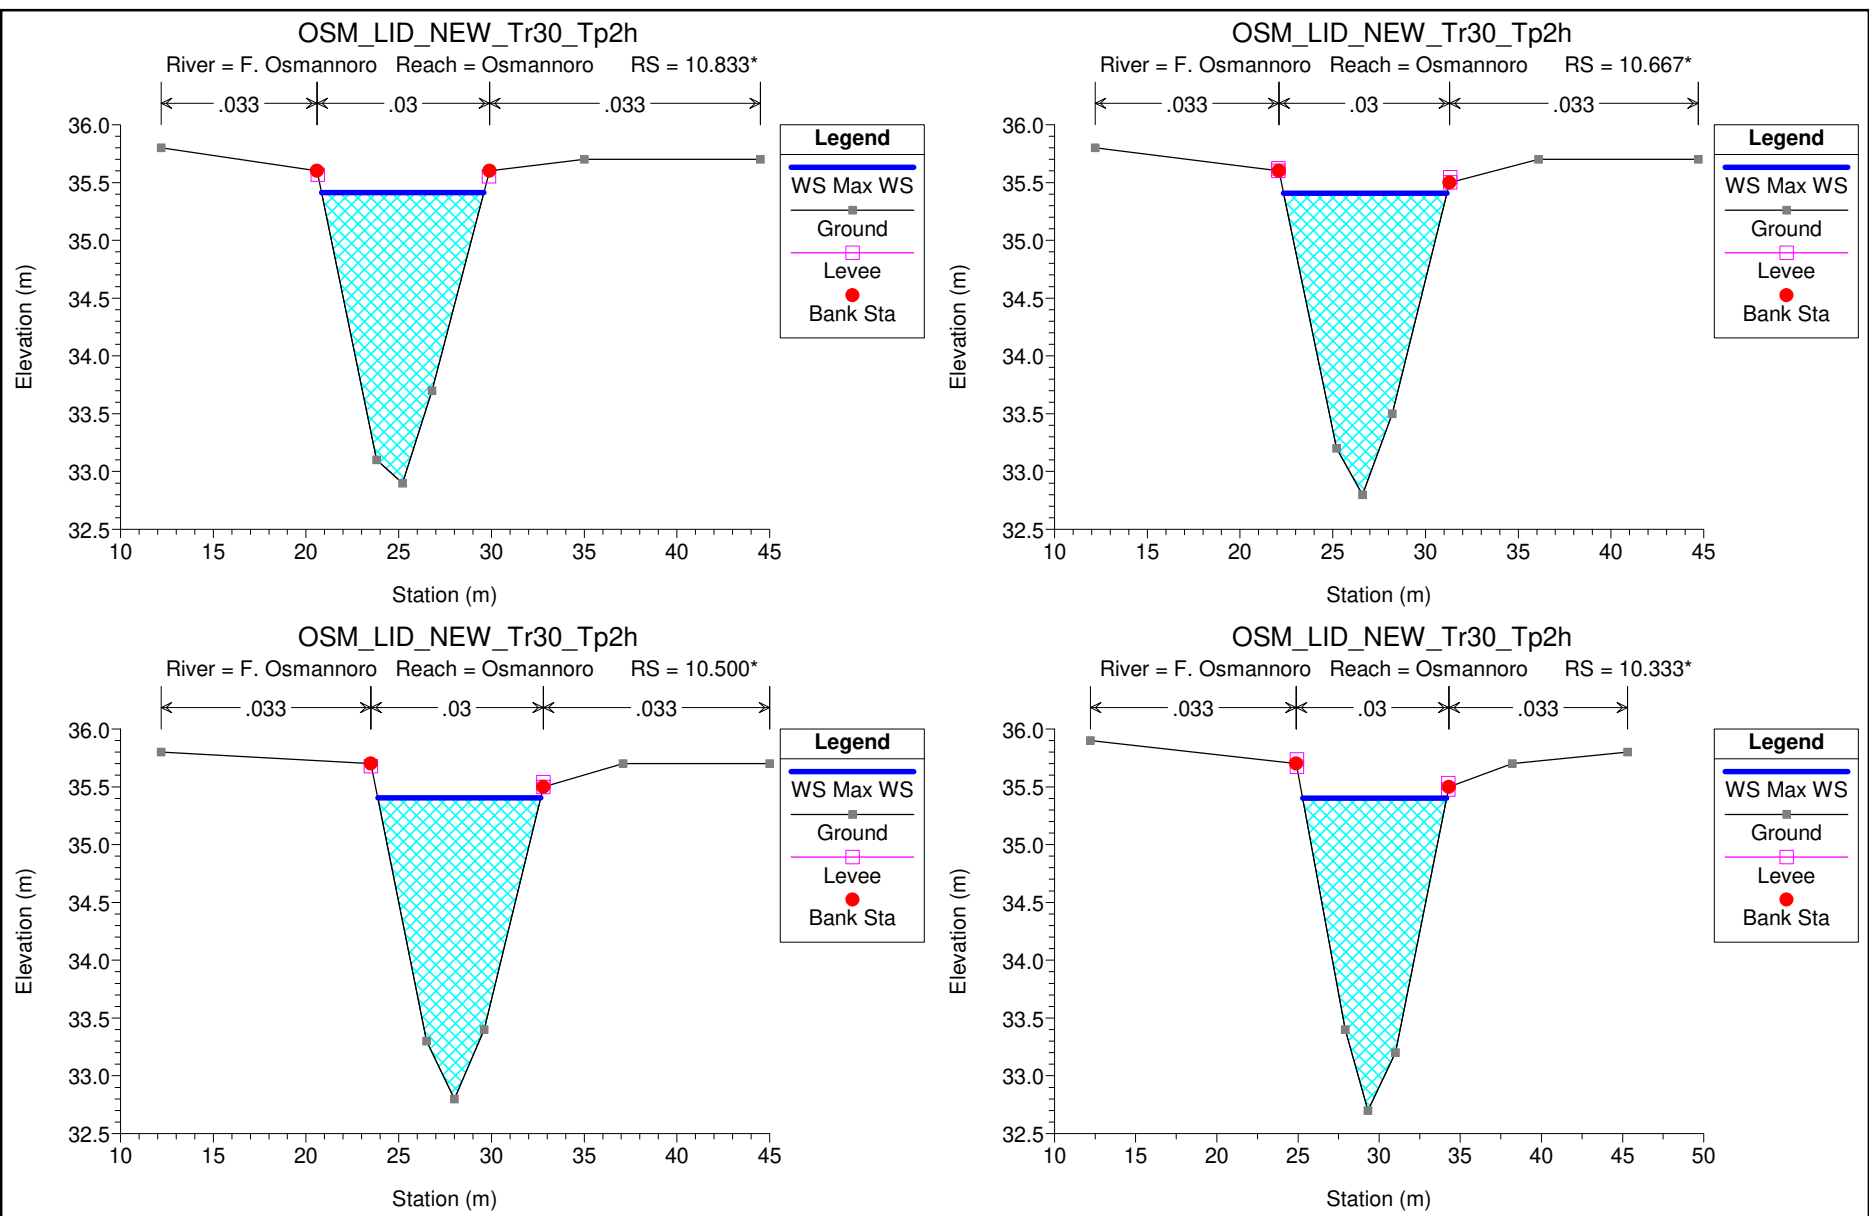 OSM_LID_NEW_Tr30_Tp2h
River = F. Osmannoro Reach = Osmannoro RS = 10.833*
.033 .03 .033
36.0
35.5
35.0
34.5
34.0
33.5
33.0
32.5
Elevation (m)
10 15 20 25 30 35 40 45
Station (m)
Legend
WS Max WS
Ground
Levee
Bank Sta
OSM_LID_NEW_Tr30_Tp2h
River = F. Osmannoro Reach = Osmannoro RS = 10.667*
.033 .03 .033
36.0
35.5
35.0
34.5
34.0
33.5
33.0
32.5
Elevation (m)
10 15 20 25 30 35 40 45
Station (m)
Legend
WS Max WS
Ground
Levee
Bank Sta
OSM_LID_NEW_Tr30_Tp2h
River = F. Osmannoro Reach = Osmannoro RS = 10.500*
.033 .03 .033
36.0
35.5
35.0
34.5
34.0
33.5
33.0
32.5
Elevation (m)
10 15 20 25 30 35 40 45
Station (m)
Legend
WS Max WS
Ground
Levee
Bank Sta
OSM_LID_NEW_Tr30_Tp2h
River = F. Osmannoro Reach = Osmannoro RS = 10.333*
.033 .03 .033
36.0
35.5
35.0
34.5
34.0
33.5
33.0
32.5
Elevation (m)
10 15 20 25 30 35 40 45 50
Station (m)
Legend
WS Max WS
Ground
Levee
Bank Sta